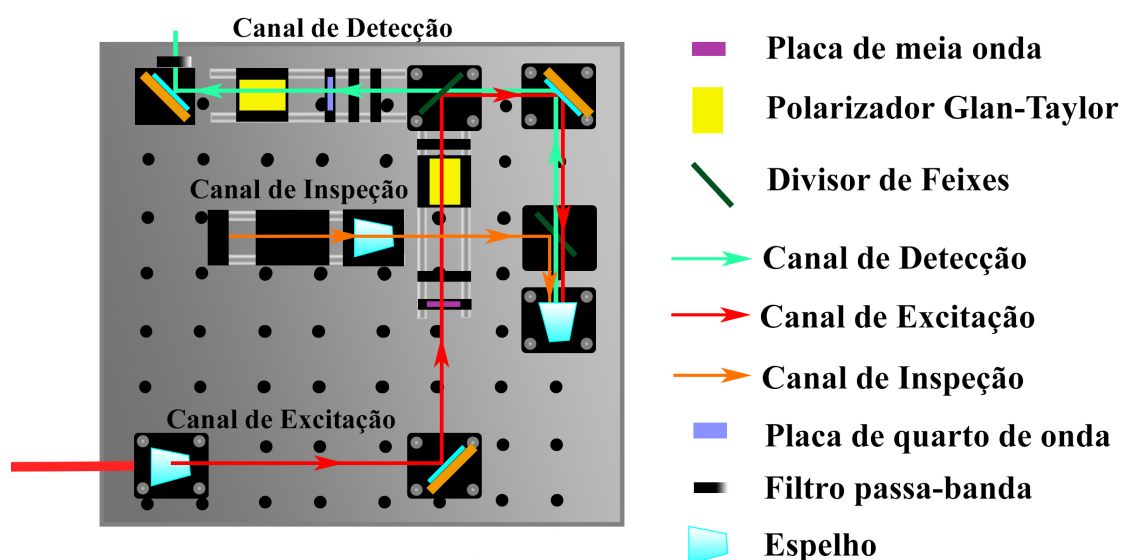 Canal de Detecção
Canal de Inspeção
Canal de Excitação
Placa de meia onda
Polarizador Glan-Taylor
Divisor de Feixes
Canal de Detecção
Canal de Excitação
Canal de Inspeção
Placa de quarto de onda
Filtro passa-banda
Espelho